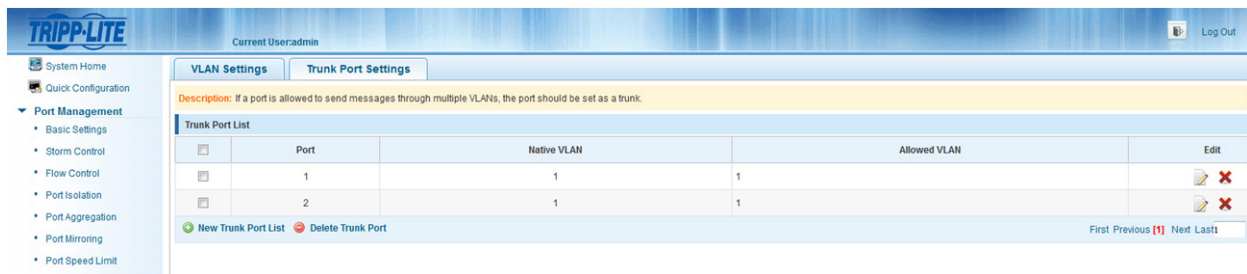 TRIPP·LITE
Current User:admin
Log Out
System Home
Quick Configuration
Port Management
Basic Settings
Storm Control
Flow Control
Port Isolation
Port Aggregation
Port Mirroring
Port Speed Limit
VLAN Settings Trunk Port Settings
Description: If a port is allowed to send messages through multiple VLANs, the port should be set as a trunk.
Trunk Port List
Port Native VLAN Allowed VLAN Edit
1 1 1
2 1 1
New Trunk Port List Delete Trunk Port
First Previous [1] Next Last 1